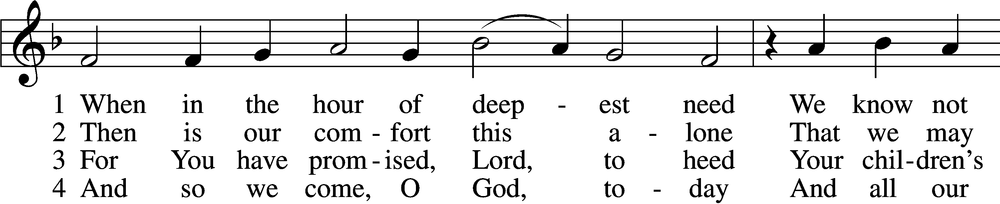 1 When in the hour of deep - est need We know not
2 Then is our com - fort this a - lone That we may
3 For You have prom - ised, Lord, to heed Your chil - dren's
4 And so we come, O God, to - day And all our